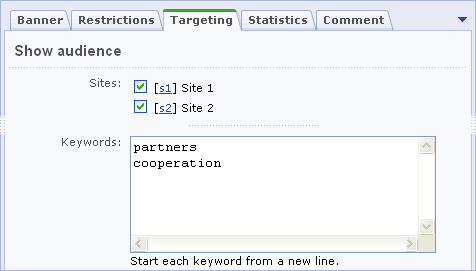 Banner Restrictions Targeting Statistics Comment
Show audience
Sites: [s1] Site 1
[s2] Site 2
Keywords: partners
cooperation
Start each keyword from a new line.